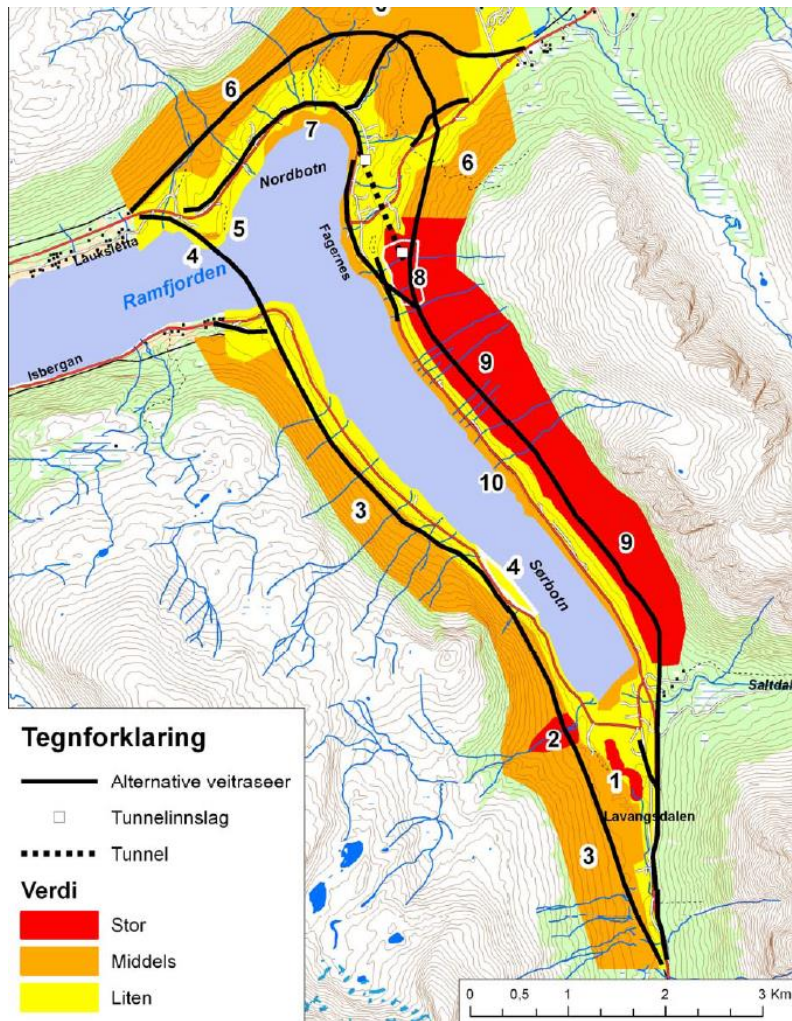 6
6
7
Nordbotn
6
5
Lauksletta
4
Fagernes
Ramfjorden
8
Isbergan
9
10
3
9
4
Sørbotn
Saltdal
2
1
Lavangsdalen
3
Tegnforklaring
Alternative veitraseer
Tunnelinnslag
Tunnel
Verdi
Stor
Middels
Liten
0 0,5 1 2 3 Km